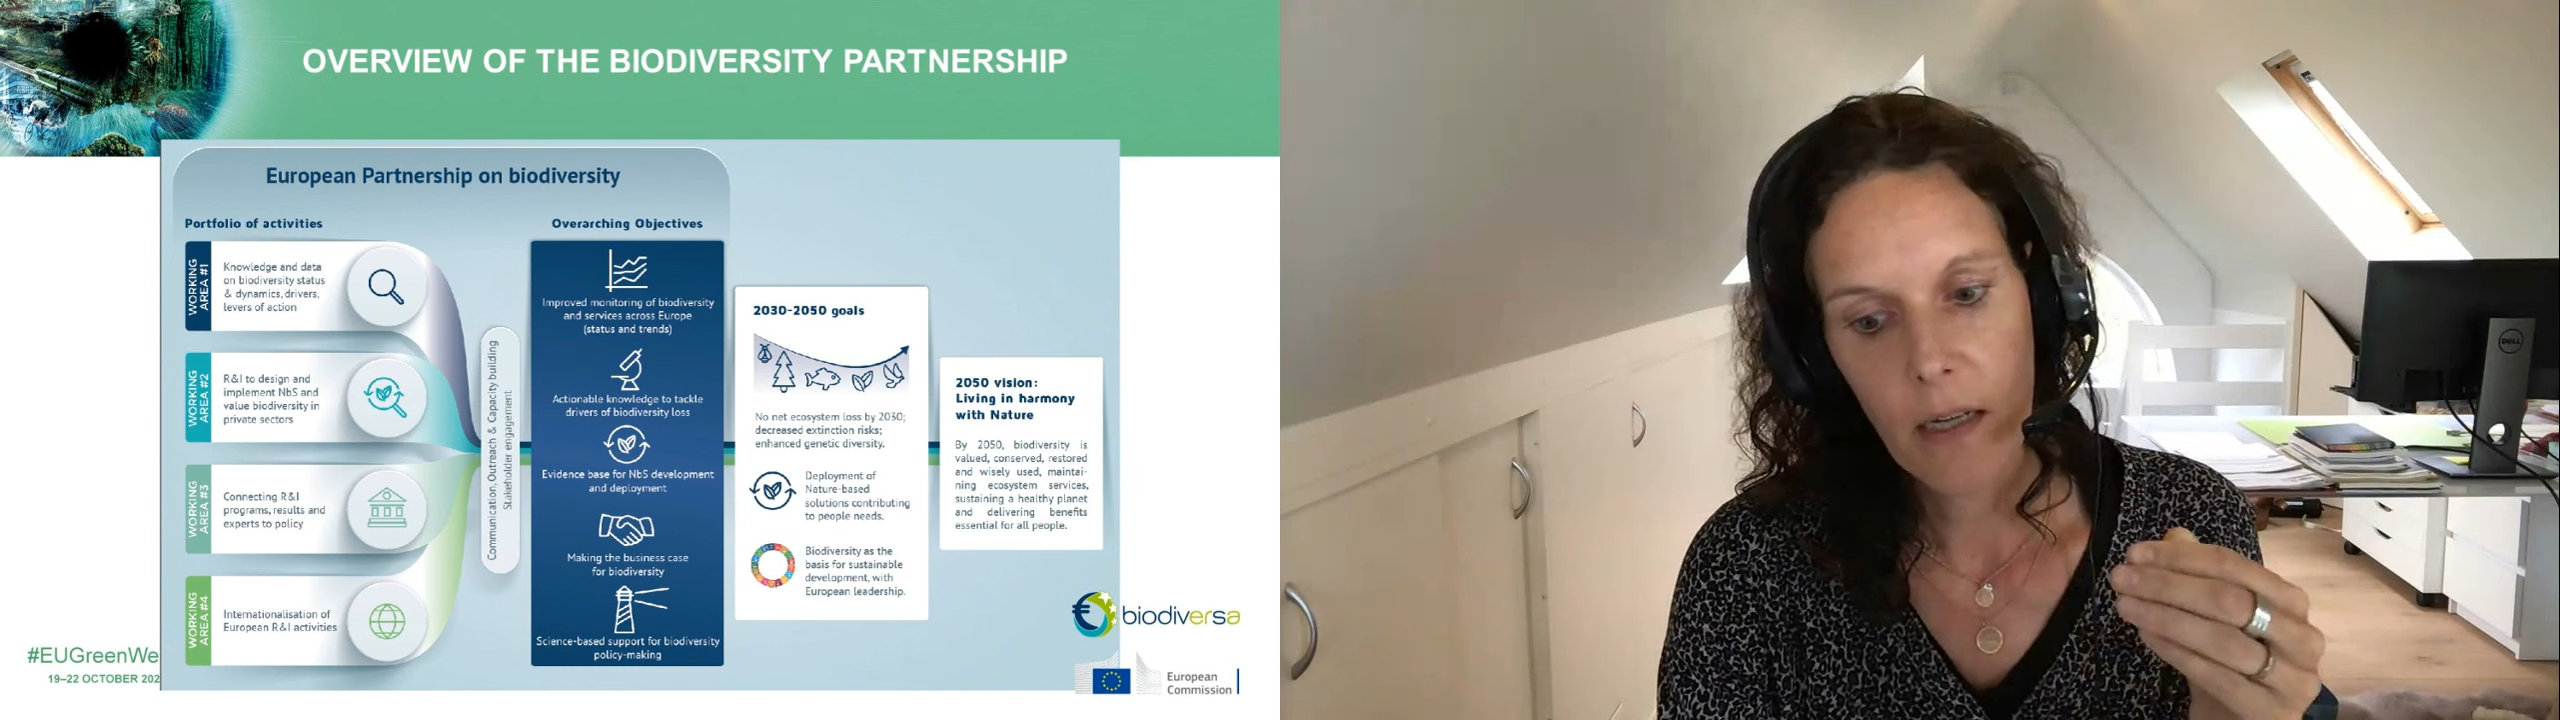 OVERVIEW OF THE BIODIVERSITY PARTNERSHIP
European Partnership on biodiversity
Portfolio of activities
WORKING
AREA #1
Knowledge and data
on biodiversity status
& dynamics, drivers,
levers of action
WORKING
AREA #2
R&I to design and
implement NbS and
value biodiversity in
private sectors
WORKING
AREA #3
Connecting R&I
programs, results and
experts to policy
WORKING
AREA #4
Internationalisation of
European R&I activities
Communication, Outreach & Capacity building
Stakeholder engagement
Overarching Objectives
Improved monitoring of biodiversity
and services across Europe
(status and trends)
Actionable knowledge to tackle
drivers of biodiversity loss
Evidence base for NbS development
and deployment
Making the business case
for biodiversity
Science-based support for biodiversity
policy-making
2030-2050 goals
No net ecosystem loss by 2030;
decreased extinction risks;
enhanced genetic diversity.
Deployment of
Nature-based
solutions contributing
to people needs.
Biodiversity as the
basis for sustainable
development, with
European leadership.
2050 vision:
Living in harmony
with Nature
By 2050, biodiversity is
valued, conserved, restored
and wisely used, maintai-
ning ecosystem services,
sustaining a healthy planet
and delivering benefits
essential for all people.
biodiversa
European
Commission
#EUGreenWe
19–22 OCTOBER 202
DELL